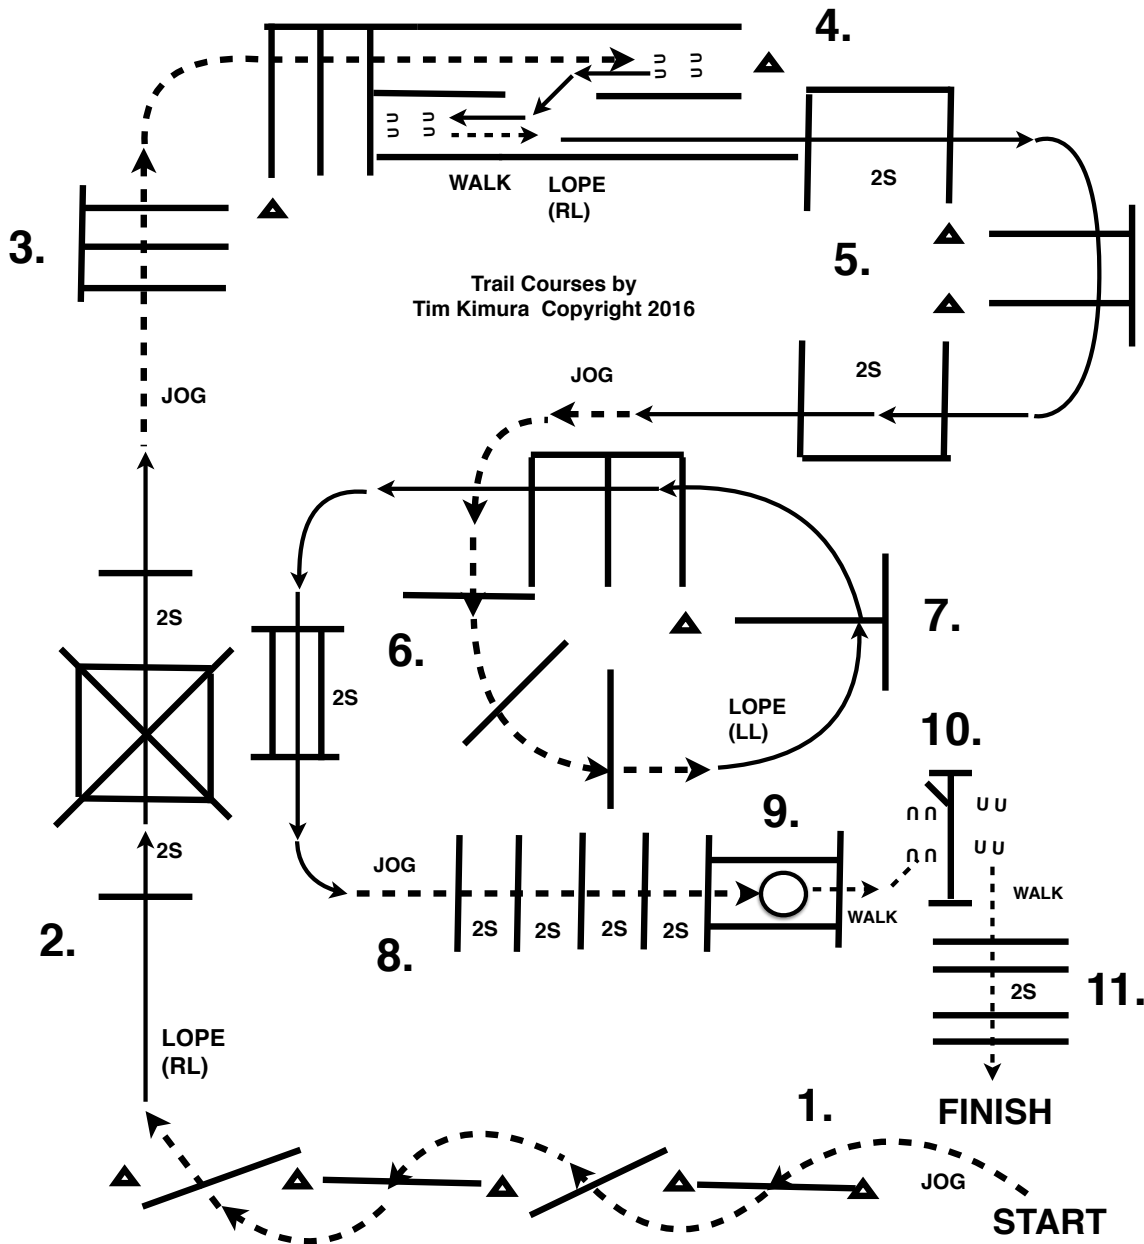 4.
2S
WALK
LOPE
(RL)
3.
5.
Trail Courses by
Tim Kimura  Copyright 2016
JOG
2S
JOG
2S
6.
7.
2S
LOPE
(LL)
10.
2S
9.
JOG
WALK
WALK
2.
2S
2S
2S
2S
8.
2S
11.
LOPE
(RL)
1.
FINISH
JOG
START